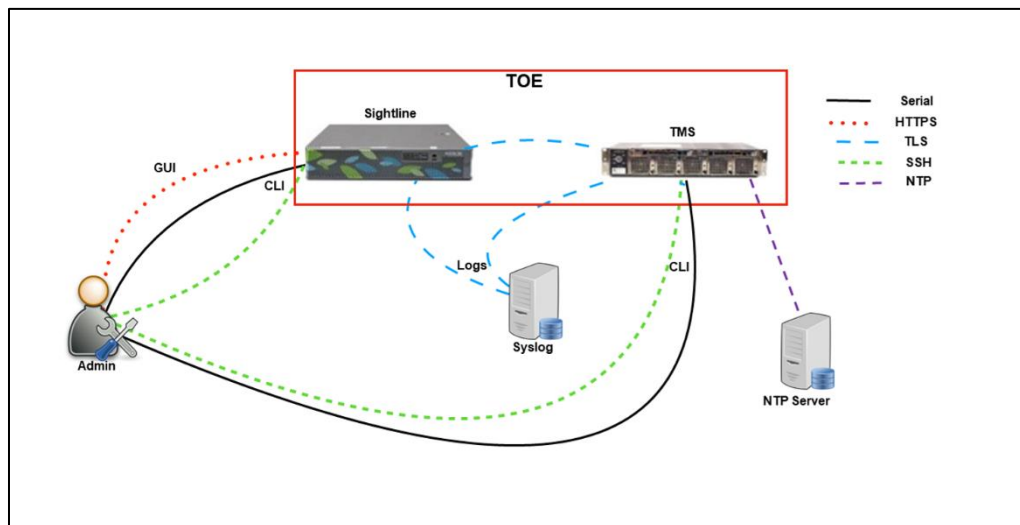 TOE
Sightline
TMS
Serial
HTTPS
TLS
SSH
NTP
GUI
CLI
Logs
CLI
Syslog
Admin
NTP Server